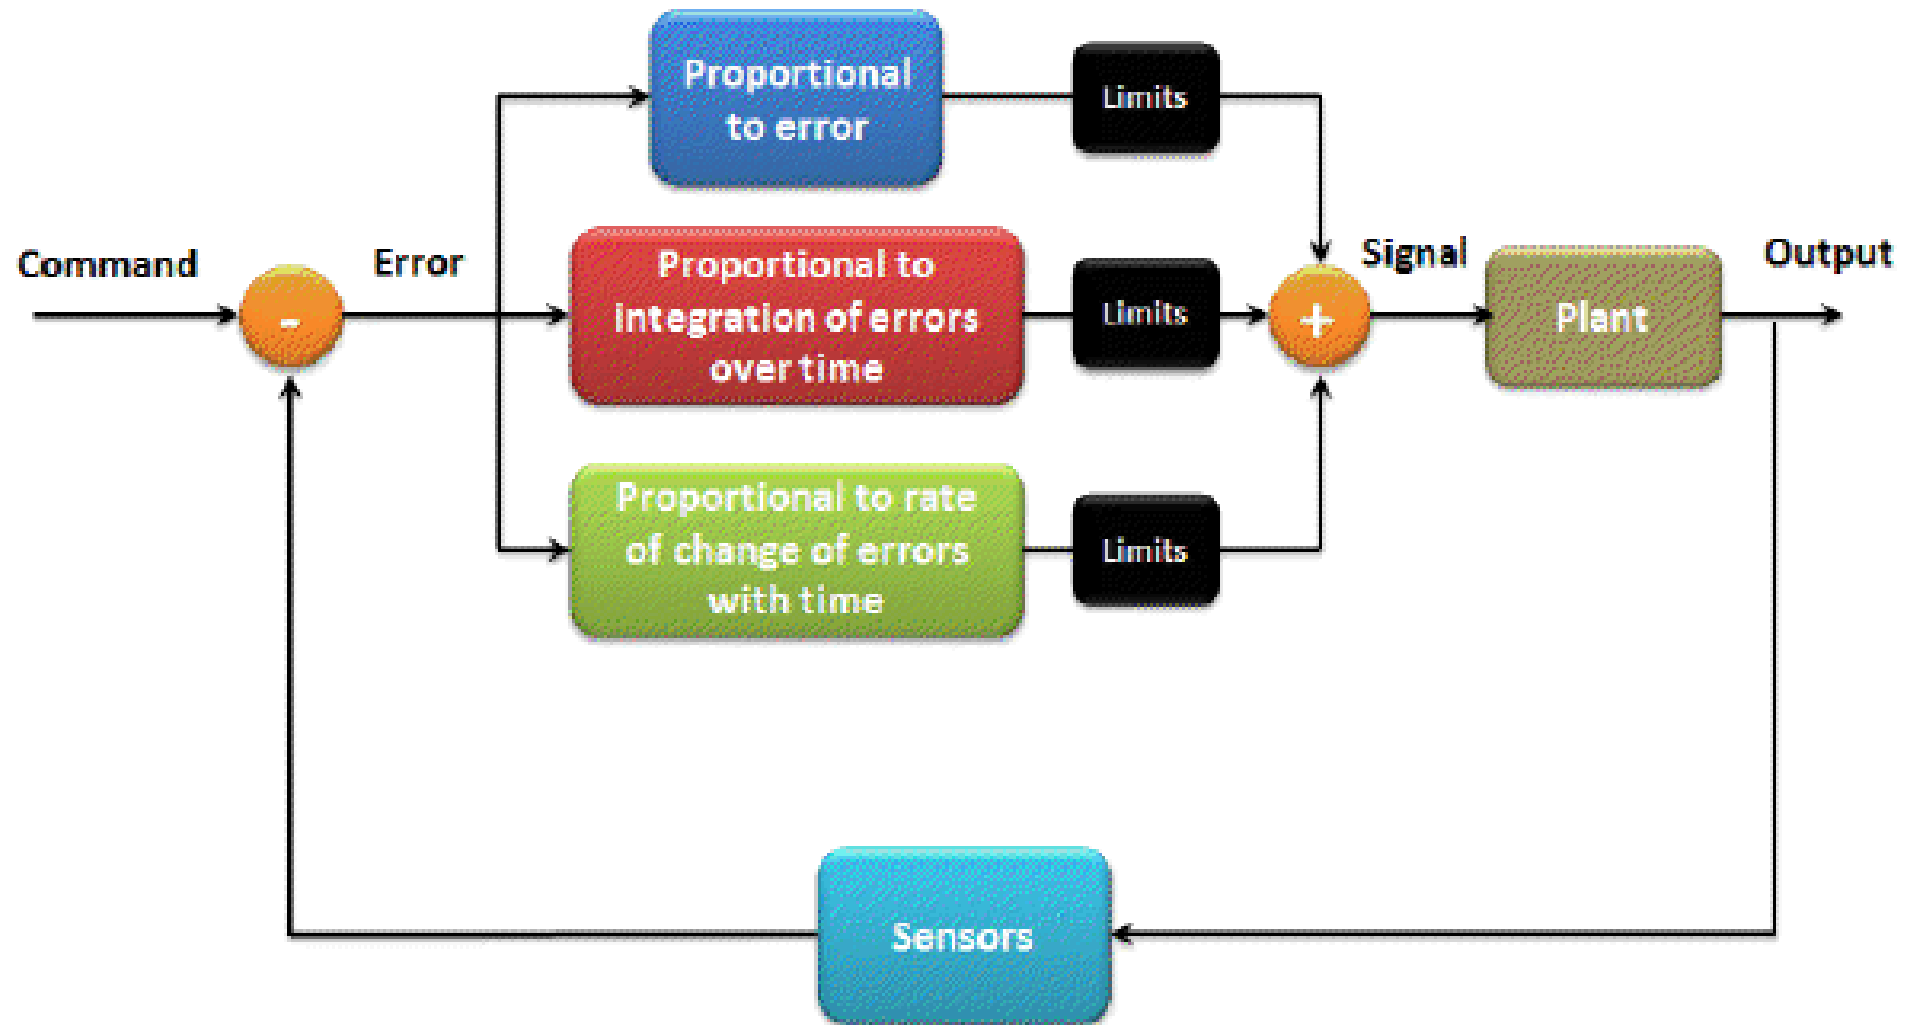 Proportional
to error
Limits
Command
-
Error
Proportional to
integration of errors
over time
Limits
+
Signal
Plant
Output
Proportional to rate
of change of errors
with time
Limits
Sensors